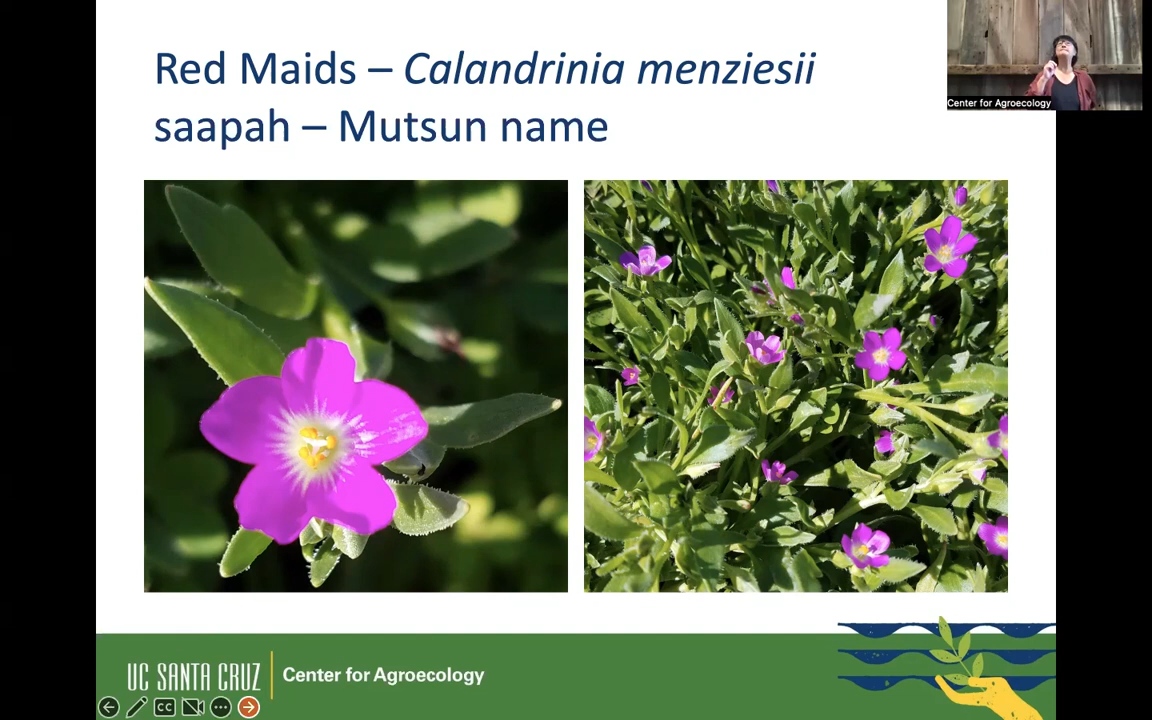 Red Maids – Calandrinia menziesii
saapah – Mutsun name
Center for Agroecology
UC SANTA CRUZ
Center for Agroecology
CC